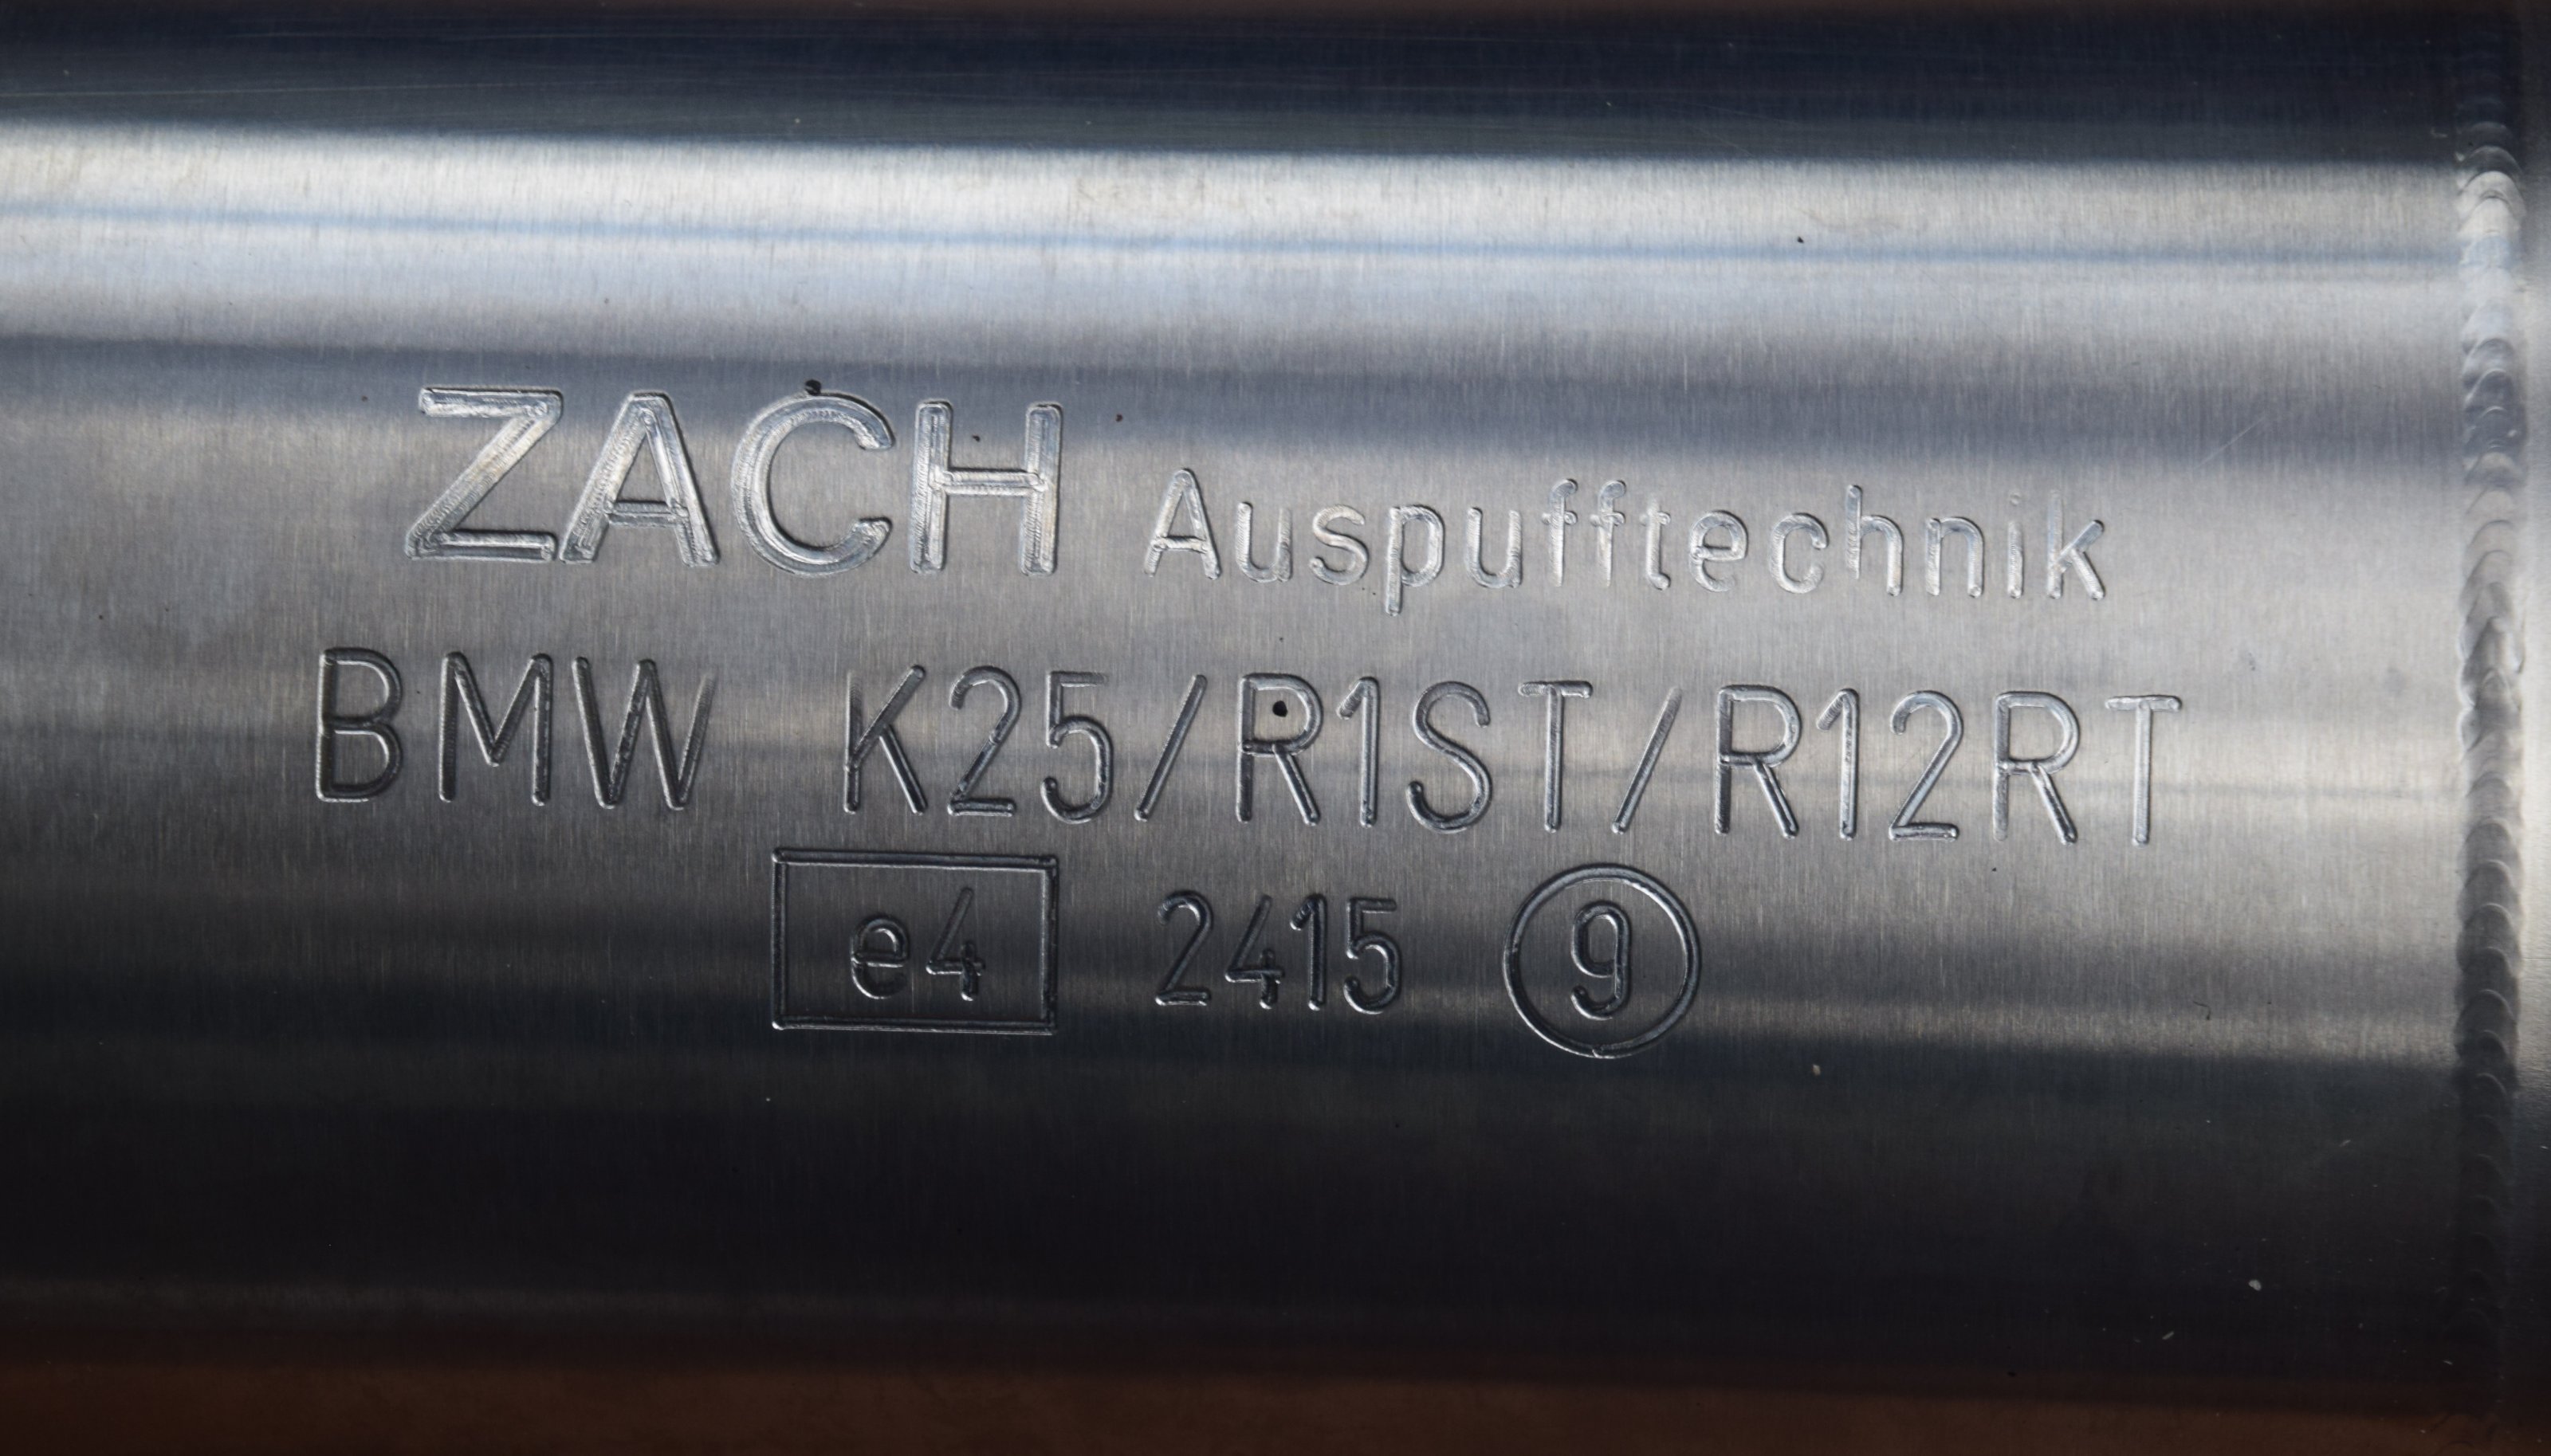 ZACH Auspufftechnik
BMW K25/R1ST/R12RT
e4 2415 9